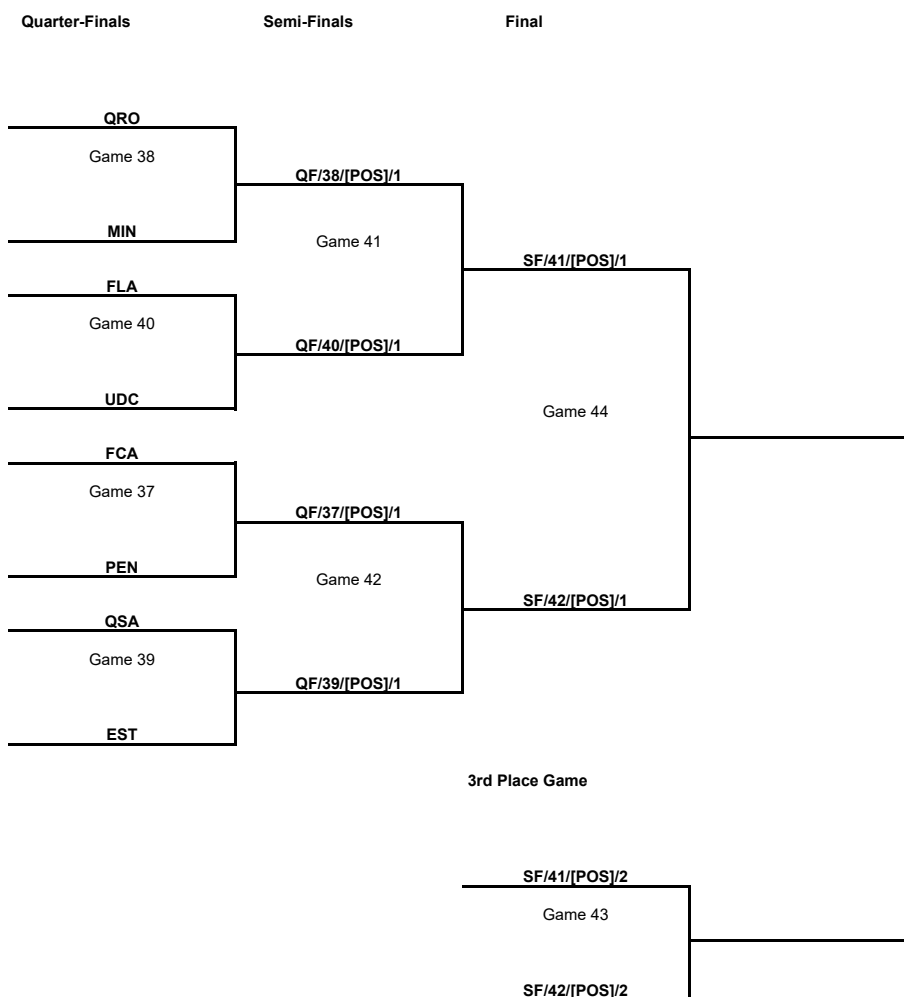 Quarter-Finals Semi-Finals Final
QRO
Game 38
QF/38/[POS]/1
MIN
Game 41
SF/41/[POS]/1
FLA
Game 40
QF/40/[POS]/1
UDC
Game 44
FCA
Game 37
QF/37/[POS]/1
PEN
Game 42
SF/42/[POS]/1
QSA
Game 39
QF/39/[POS]/1
EST
3rd Place Game
SF/41/[POS]/2
Game 43
SF/42/[POS]/2